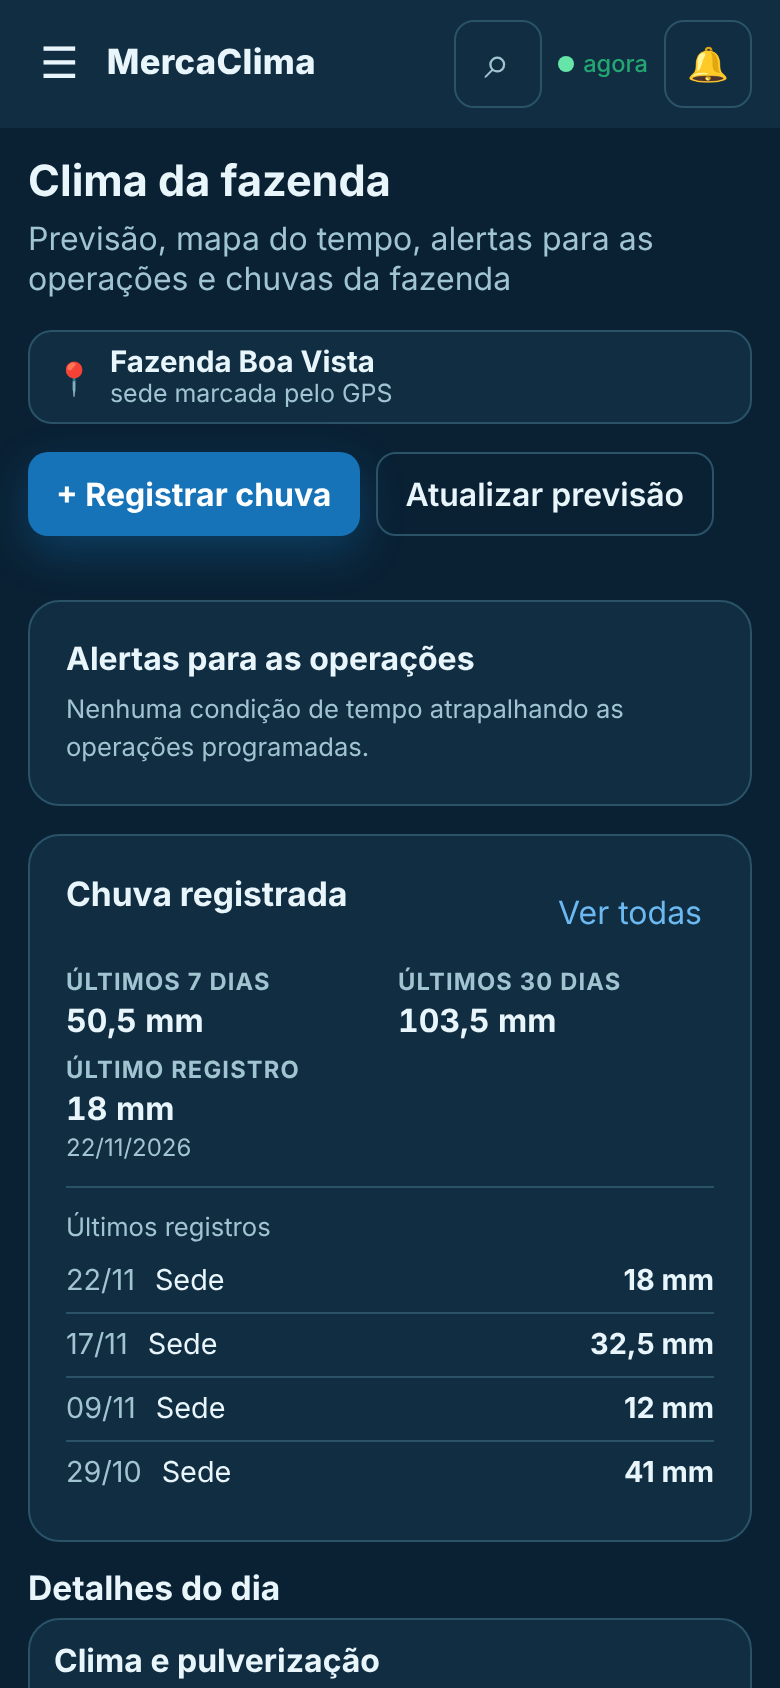 MercaClima
agora
Clima da fazenda
Previsão, mapa do tempo, alertas para as
operações e chuvas da fazenda
Fazenda Boa Vista
sede marcada pelo GPS
+ Registrar chuva
Atualizar previsão
Alertas para as operações
Nenhuma condição de tempo atrapalhando as
operações programadas.
Chuva registrada
Ver todas
ÚLTIMOS 7 DIAS
50,5 mm
ÚLTIMOS 30 DIAS
103,5 mm
ÚLTIMO REGISTRO
18 mm
22/11/2026
Últimos registros
22/11 Sede 18 mm
17/11 Sede 32,5 mm
09/11 Sede 12 mm
29/10 Sede 41 mm
Detalhes do dia
Clima e pulverização